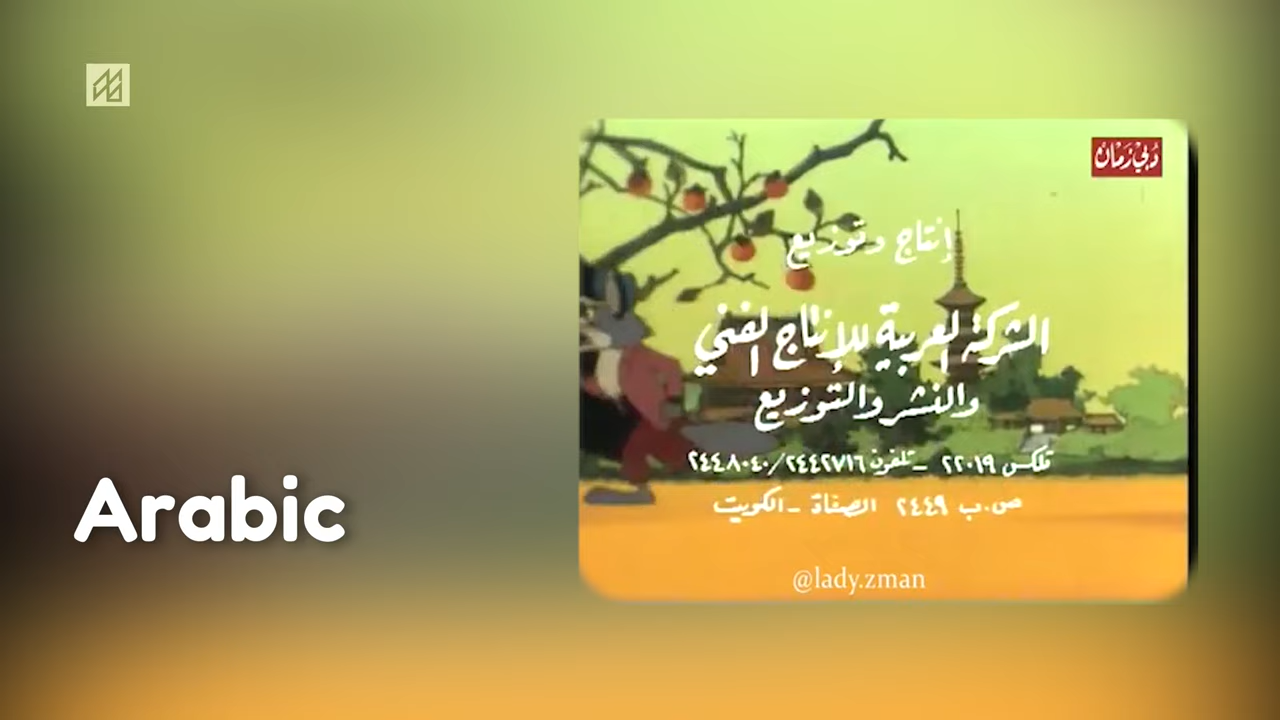 دبي زمان
إنتاج وتوزيع
الشركة العربية للإنتاج الفني
والنشر والتوزيع
تلكس ٢٢٠١٩ - تلفون ٢٤٤٢٧١٦/٢٤٤٨٠٤٠
ص.ب ٢٤٤٩ الصفاة - الكويت
Arabic
@lady.zman